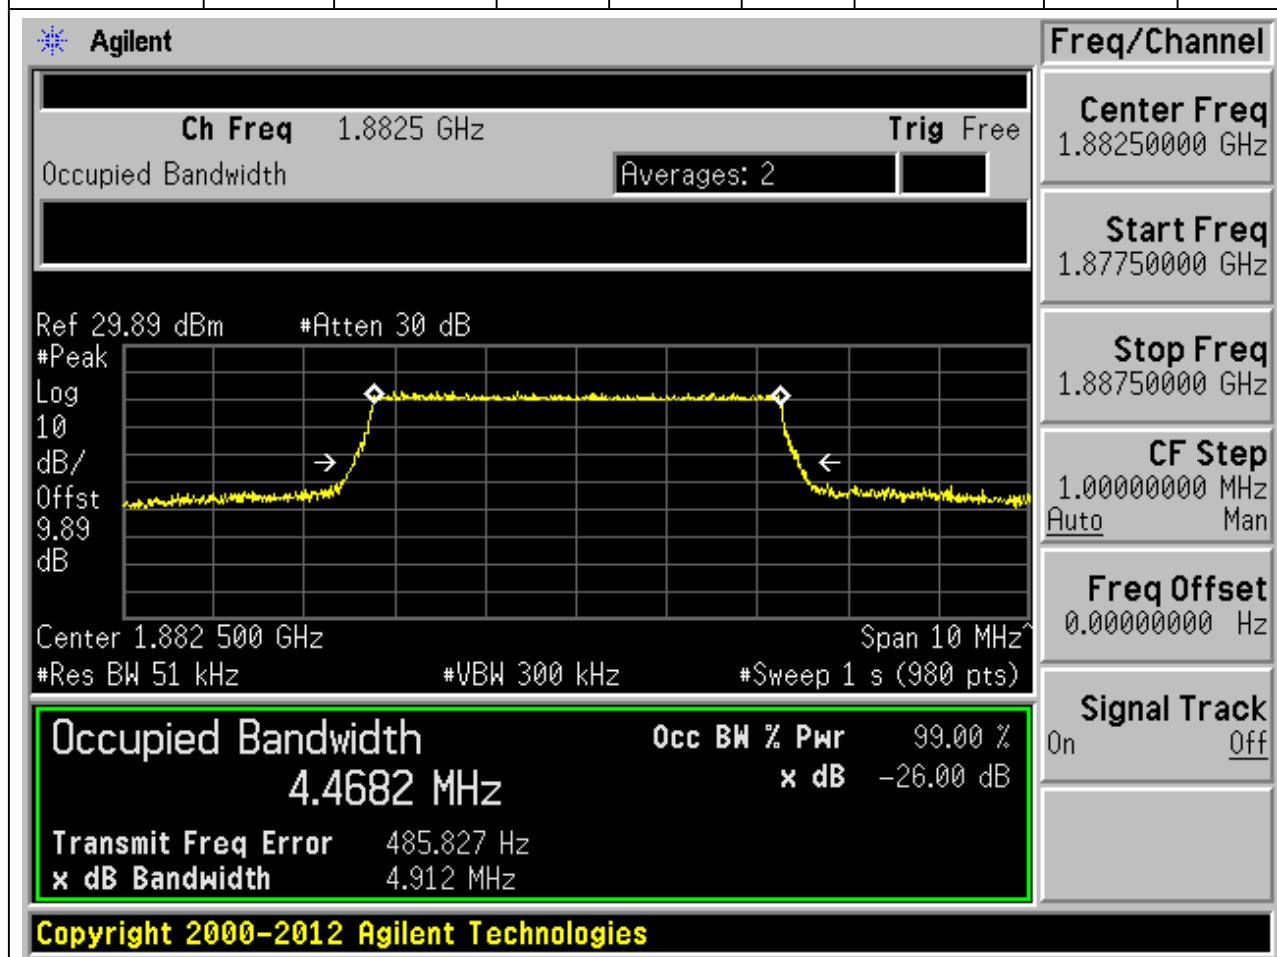 Agilent
Freq/Channel
Ch Freq 1.8825 GHz Trig Free
Occupied Bandwidth Averages: 2
Center Freq
1.88250000 GHz
Start Freq
1.87750000 GHz
Stop Freq
1.88750000 GHz
CF Step
1.00000000 MHz
Auto Man
Freq Offset
0.00000000 Hz
Signal Track
On Off
Ref 29.89 dBm #Atten 30 dB
#Peak
Log
10
dB/
Offst
9.89
dB
Center 1.882 500 GHz Span 10 MHz^
#Res BW 51 kHz #VBW 300 kHz #Sweep 1 s (980 pts)
Occupied Bandwidth Occ BW % Pwr 99.00 %
4.4682 MHz x dB -26.00 dB
Transmit Freq Error 485.827 Hz
x dB Bandwidth 4.912 MHz
Copyright 2000-2012 Agilent Technologies